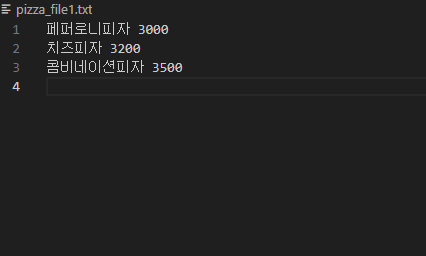 pizza_file1.txt
1 페퍼로니피자 3000
2 치즈피자 3200
3 콤비네이션피자 3500
4